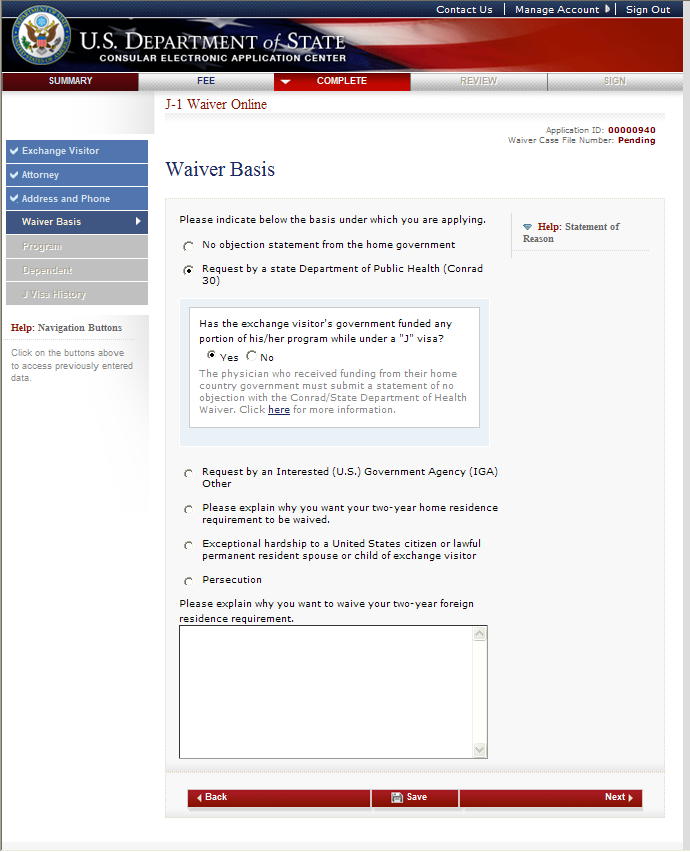 Contact Us | Manage Account | Sign Out
U.S. DEPARTMENT of STATE
CONSULAR ELECTRONIC APPLICATION CENTER
SUMMARY FEE COMPLETE REVIEW SIGN
J-1 Waiver Online
Application ID: 00000940
Waiver Case File Number: Pending
Exchange Visitor
Attorney
Address and Phone
Waiver Basis
Program
Dependent
J Visa History
Help: Navigation Buttons
Click on the buttons above
to access previously entered
data.
Waiver Basis
Please indicate below the basis under which you are applying.
No objection statement from the home government
Request by a state Department of Public Health (Conrad
30)
Has the exchange visitor's government funded any
portion of his/her program while under a "J" visa?
Yes No
The physician who received funding from their home
country government must submit a statement of no
objection with the Conrad/State Department of Health
Waiver. Click here for more information.
Request by an Interested (U.S.) Government Agency (IGA)
Other
Please explain why you want your two-year home residence
requirement to be waived.
Exceptional hardship to a United States citizen or lawful
permanent resident spouse or child of exchange visitor
Persecution
Please explain why you want to waive your two-year foreign
residence requirement.
Help: Statement of
Reason
Back Save Next